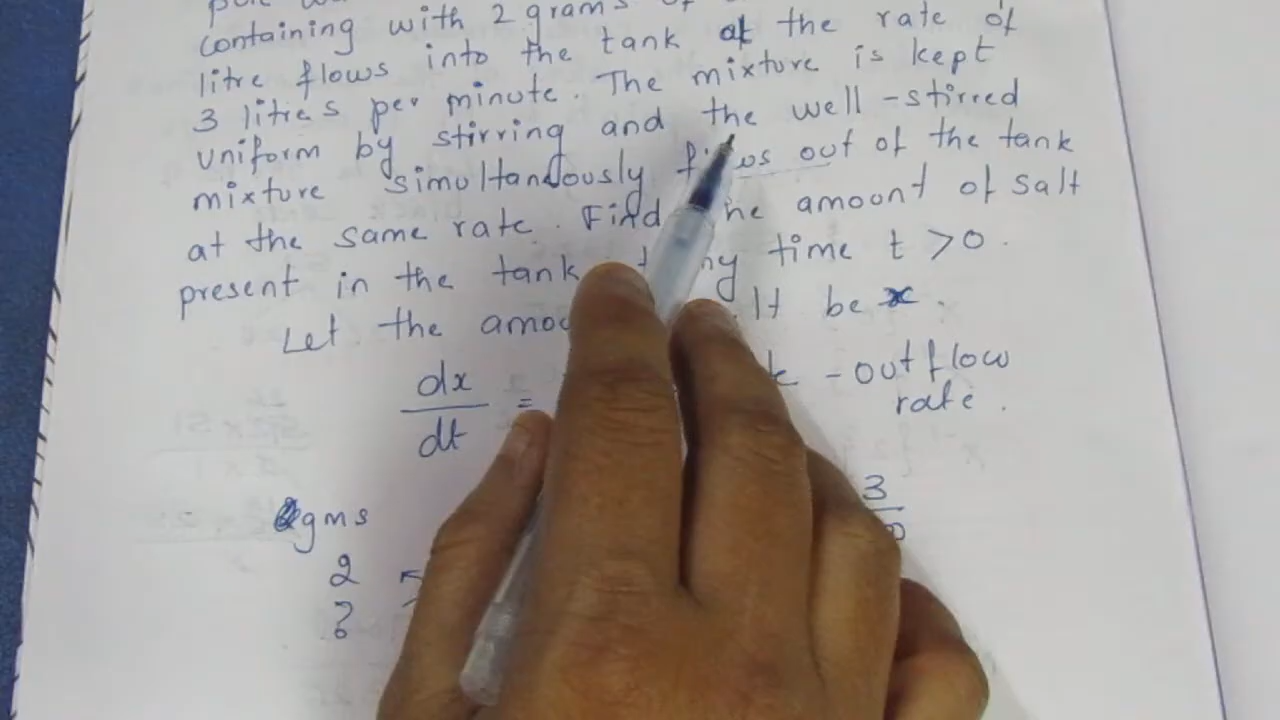 containing with 2 grams
litre flows into the tank at the rate of
3 litres per minute. The mixture is kept
uniform by stirring and the well-stirred
mixture simultaneously out of the tank
at the same rate. Find the amount of salt
present in the tank time t > 0.
Let the be x.
dx/dt = - outflow
rate.
3
gms
2
?